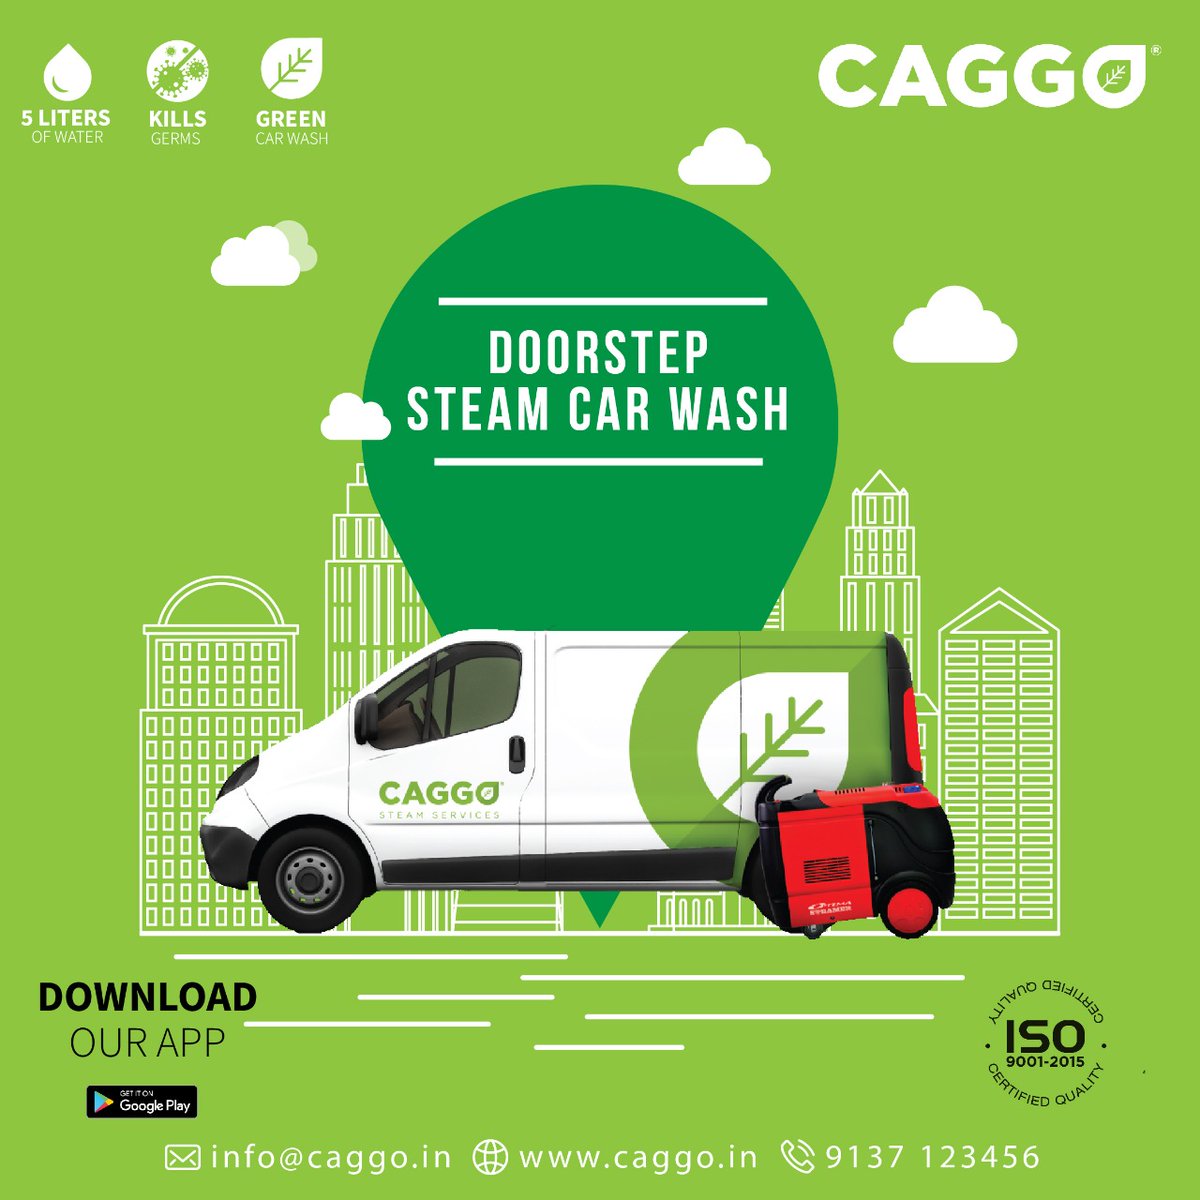 5 LITERS
OF WATER
KILLS
GERMS
GREEN
CAR WASH
CAGGO®
DOORSTEP
STEAM CAR WASH
CAGGO®
STEAM SERVICES
STEAMER
DOWNLOAD
OUR APP
GET IT ON
Google Play
CERTIFIED QUALITY
ISO
9001-2015
CERTIFIED QUALITY
info@caggo.in www.caggo.in 9137 123456